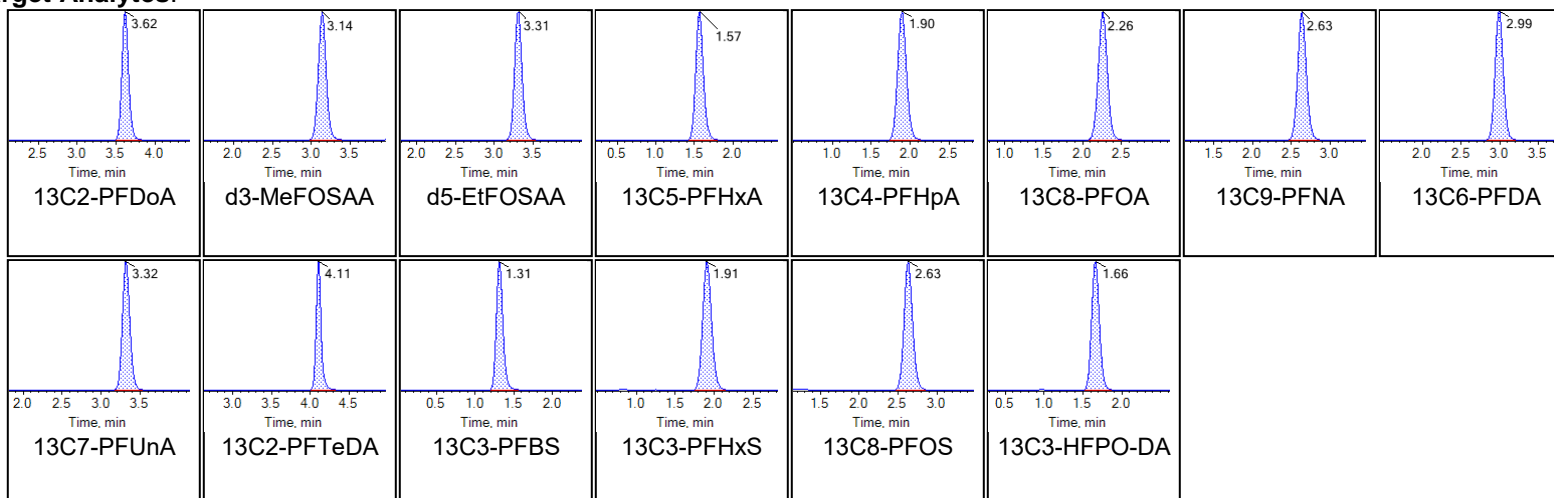 rget Analytes:
3.62 3.14 3.31 1.57 1.90 2.26 2.63 2.99
2.5 3.0 3.5 4.0 2.0 2.5 3.0 3.5 2.0 2.5 3.0 3.5 0.5 1.0 1.5 2.0 1.0 1.5 2.0 2.5 1.0 1.5 2.0 2.5 1.5 2.0 2.5 3.0 2.0 2.5 3.0 3.5
Time, min Time, min Time, min Time, min Time, min Time, min Time, min Time, min
13C2-PFDoA d3-MeFOSAA d5-EtFOSAA 13C5-PFHxA 13C4-PFHpA 13C8-PFOA 13C9-PFNA 13C6-PFDA
3.32 4.11 1.31 1.91 2.63 1.66
2.0 2.5 3.0 3.5 3.0 3.5 4.0 4.5 0.5 1.0 1.5 2.0 1.0 1.5 2.0 2.5 1.5 2.0 2.5 3.0 0.5 1.0 1.5 2.0
Time, min Time, min Time, min Time, min Time, min Time, min
13C7-PFUnA 13C2-PFTeDA 13C3-PFBS 13C3-PFHxS 13C8-PFOS 13C3-HFPO-DA